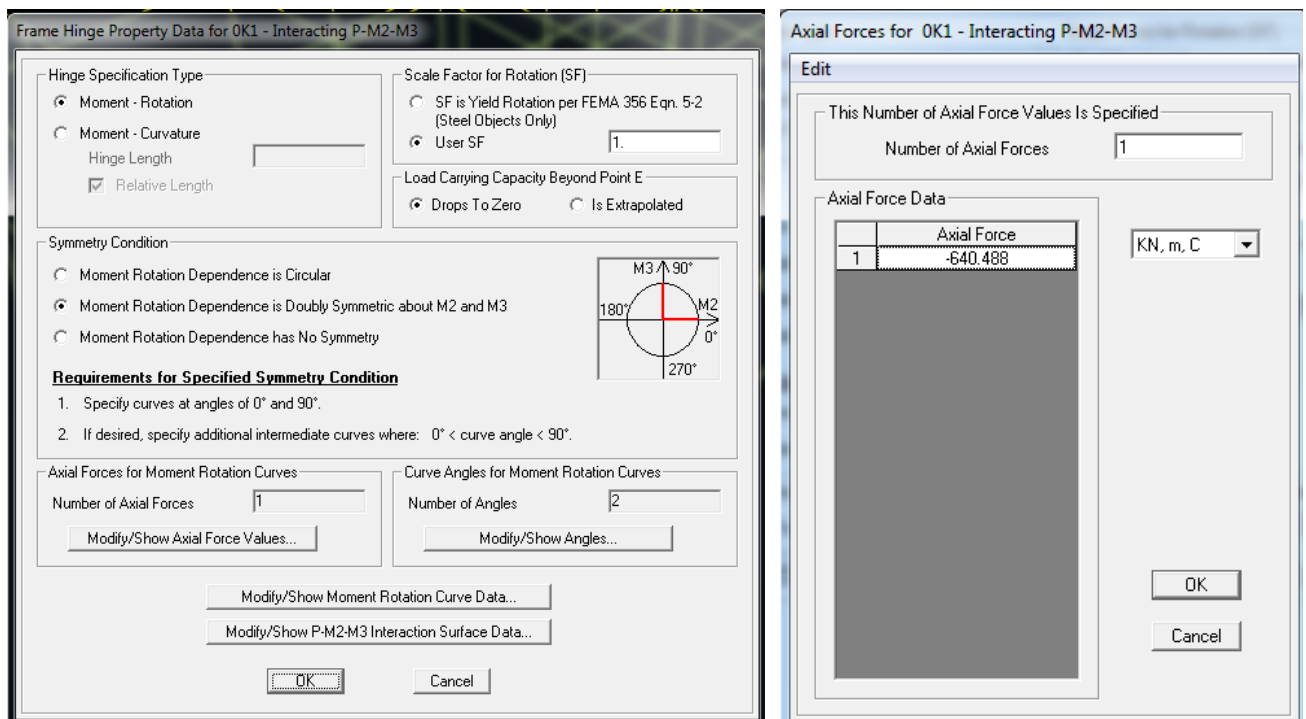 Frame Hinge Property Data for 0K1 - Interacting P-M2-M3
Hinge Specification Type
Moment - Rotation
Moment - Curvature
Hinge Length
Relative Length
Scale Factor for Rotation (SF)
SF is Yield Rotation per FEMA 356 Eqn. 5-2
(Steel Objects Only)
User SF
1.
Load Carrying Capacity Beyond Point E
Drops To Zero
Is Extrapolated
Symmetry Condition
Moment Rotation Dependence is Circular
Moment Rotation Dependence is Doubly Symmetric about M2 and M3
Moment Rotation Dependence has No Symmetry
M3
90°
180°
M2
0°
270°
Requirements for Specified Symmetry Condition
1. Specify curves at angles of 0° and 90°.
2. If desired, specify additional intermediate curves where: 0° < curve angle < 90°.
Axial Forces for Moment Rotation Curves
Number of Axial Forces
1
Modify/Show Axial Force Values...
Curve Angles for Moment Rotation Curves
Number of Angles
2
Modify/Show Angles...
Modify/Show Moment Rotation Curve Data...
Modify/Show P-M2-M3 Interaction Surface Data...
OK
Cancel
Axial Forces for 0K1 - Interacting P-M2-M3
Edit
This Number of Axial Force Values Is Specified
Number of Axial Forces
1
Axial Force Data
Axial Force
1
-640.488
KN, m, C
OK
Cancel